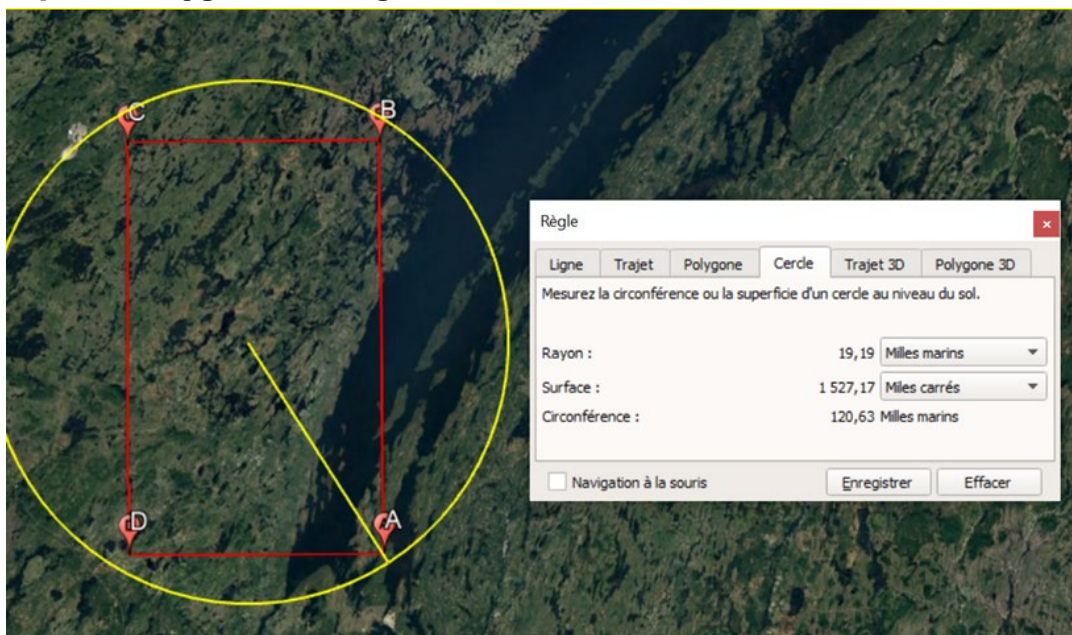 C
B
D
A
Règle
×
Ligne Trajet Polygone Cercle Trajet 3D Polygone 3D
Mesurez la circonférence ou la superficie d'un cercle au niveau du sol.
Rayon : 19,19 Milles marins
Surface : 1 527,17 Miles carrés
Circonférence : 120,63 Milles marins
Navigation à la souris Enregistrer Effacer